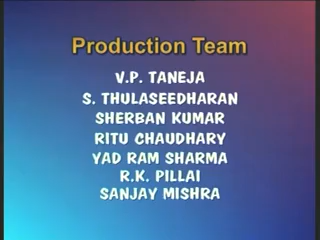 Production Team
V.P. TANEJA
S. THULASEEDHARAN
SHERBAN KUMAR
RITU CHAUDHARY
YAD RAM SHARMA
R.K. PILLAI
SANJAY MISHRA